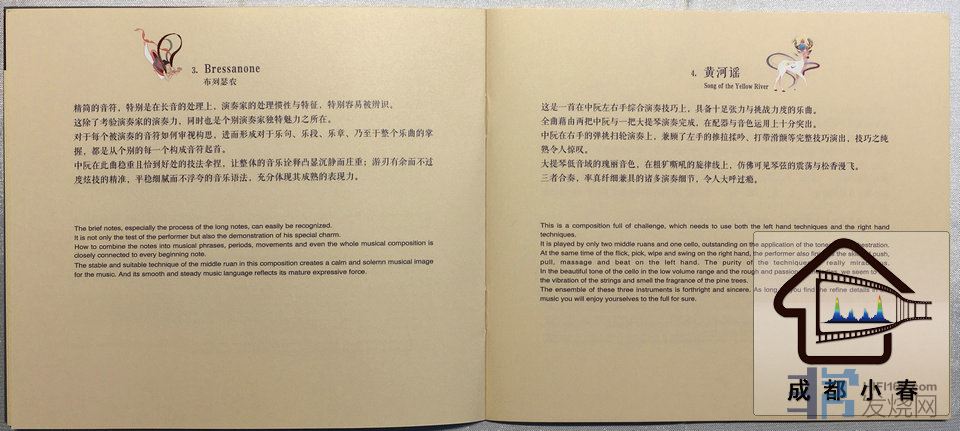 3. Bressanone
布列瑟农
精简的音符，特别是在长音的处理上，演奏家的处理惯性与特征，特别容易被辨识。
这除了考验演奏家的演奏力，同时也是个别演奏家独特魅力之所在。
对于每个被演奏的音符如何审视构思，进而形成对于乐句、乐段、乐章、乃至于整个乐曲的掌
握，都是从个别的每一个构成音符起首。
中阮在此曲稳重且恰到好处的技法拿捏，让整体的音乐诠释凸显沉静而庄重；游刃有余而不过
度炫技的精准，平稳细腻而不浮夸的音乐语法，充分体现其成熟的表现力。
The brief notes, especially the process of the long notes, can easily be recognized.
It is not only the test of the performer but also the demonstration of his special charm.
How to combine the notes into musical phrases, periods, movements and even the whole musical composition is
closely connected to every beginning note.
The stable and suitable technique of the middle ruan in this composition creates a calm and solemn musical image
for the music. And its smooth and steady music language reflects its mature expressive force.
4. 黄河谣
Song of the Yellow River
这是一首在中阮左右手综合演奏技巧上，具备十足张力与挑战力度的乐曲。
全曲藉由两把中阮与一把大提琴演奏完成，在配器与音色运用上十分突出。
中阮在右手的弹挑扫轮演奏上，兼顾了左手的推拉揉吟、打带滑颤等完整技巧演出，技巧之纯
熟令人惊叹。
大提琴低音域的瑰丽音色，在粗犷嘶吼的旋律线上，仿佛可见琴弦的震荡与松香漫飞。
三者合奏，率真纤细兼具的诸多演奏细节，令人大呼过瘾。
This is a composition full of challenge, which needs to use both the left hand techniques and the right hand
techniques.
It is played by only two middle ruans and one cello, outstanding on the application of the tone
At the same time of the flick, pick, wipe and swing on the right hand, the performer also push,
pull, massage and beat on the left hand. The purity of the technique really
In the beautiful tone of the cello in the low volume range and the rough and passion we seem to
the vibration of the strings and smell the fragrance of the pine trees.
The ensemble of these three instruments is forthright and sincere. As long find the refine details
music you will enjoy yourselves to the full for sure.
成都小春
发烧网